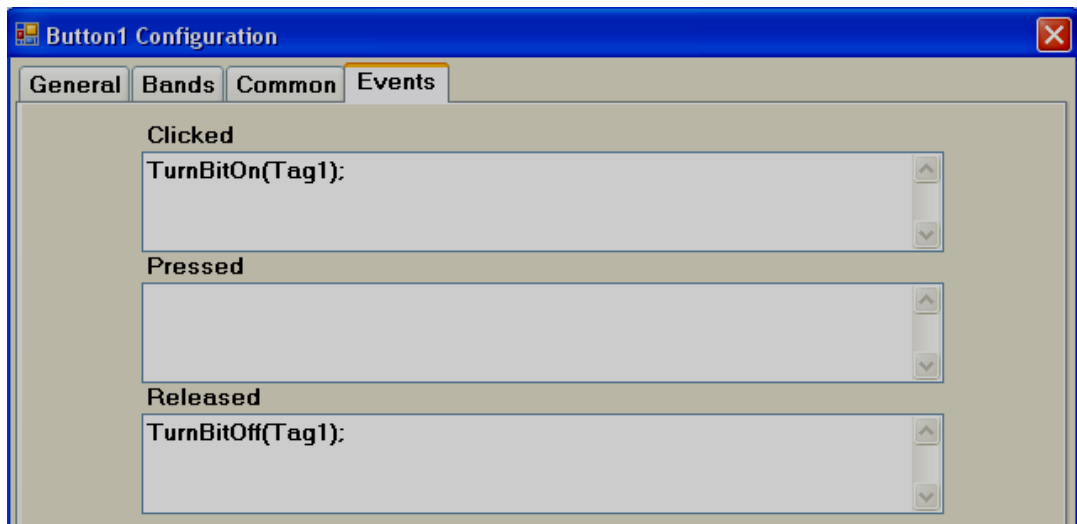 Button1 Configuration
General Bands Common Events
Clicked
TurnBitOn(Tag1);
Pressed
Released
TurnBitOff(Tag1);